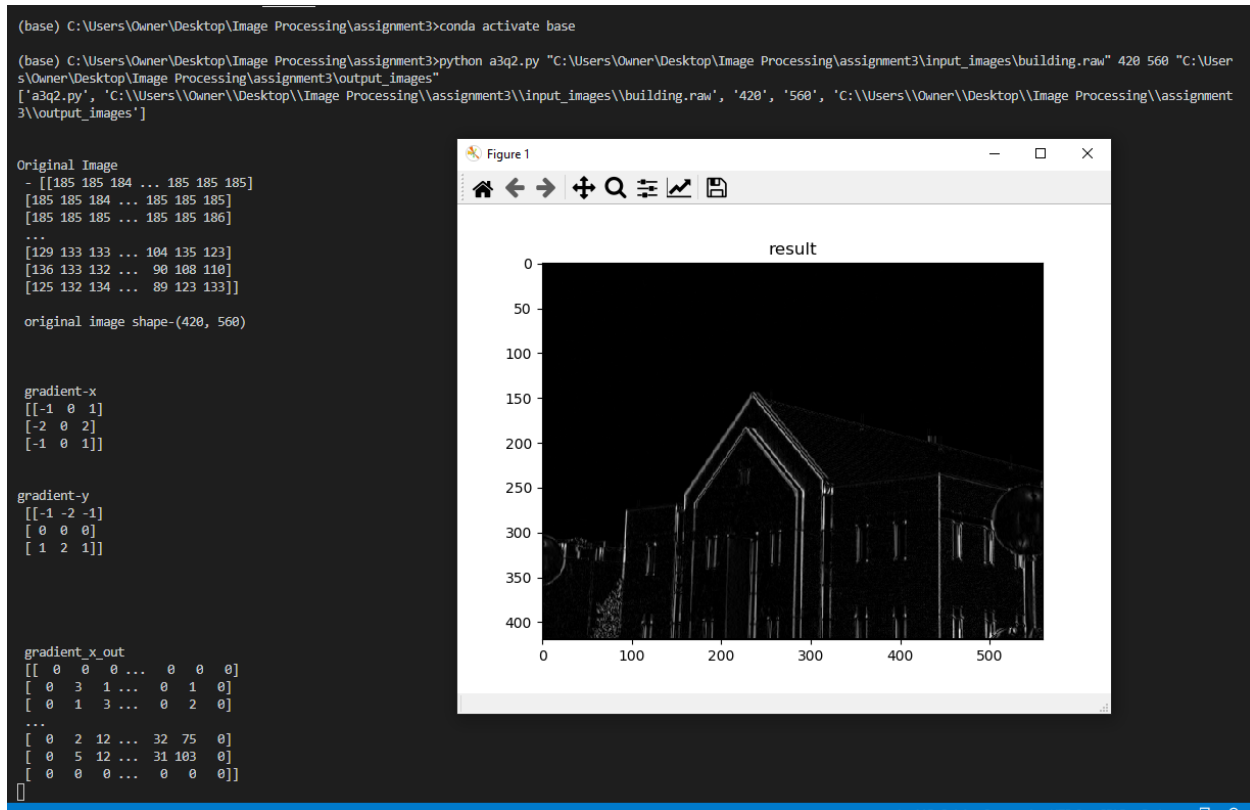 (base) C:\Users\Owner\Desktop\Image Processing\assignment3>conda activate base
(base) C:\Users\Owner\Desktop\Image Processing\assignment3>python a3q2.py "C:\Users\Owner\Desktop\Image Processing\assignment3\input_images\building.raw" 420 560 "C:\User
s\Owner\Desktop\Image Processing\assignment3\output_images"
['a3q2.py', 'C:\\Users\\Owner\\Desktop\\Image Processing\\assignment3\\input_images\\building.raw', '420', '560', 'C:\\Users\\Owner\\Desktop\\Image Processing\\assignment
3\\output_images']
Original Image
- [[185 185 184 ... 185 185 185]
[185 185 184 ... 185 185 185]
[185 185 185 ... 185 185 186]
...
[129 133 133 ... 104 135 123]
[136 133 132 ... 90 108 110]
[125 132 134 ... 89 123 133]]
original image shape-(420, 560)
gradient-x
[[-1 0 1]
[-2 0 2]
[-1 0 1]]
gradient-y
[[-1 -2 -1]
[ 0 0 0]
[ 1 2 1]]
gradient_x_out
[[ 0 0 0 ... 0 0 0]
[ 0 3 1 ... 0 1 0]
[ 0 1 3 ... 0 2 0]
...
[ 0 2 12 ... 32 75 0]
[ 0 5 12 ... 31 103 0]
[ 0 0 0 ... 0 0 0]]
Figure 1
result
0
50
100
150
200
250
300
350
400
0 100 200 300 400 500